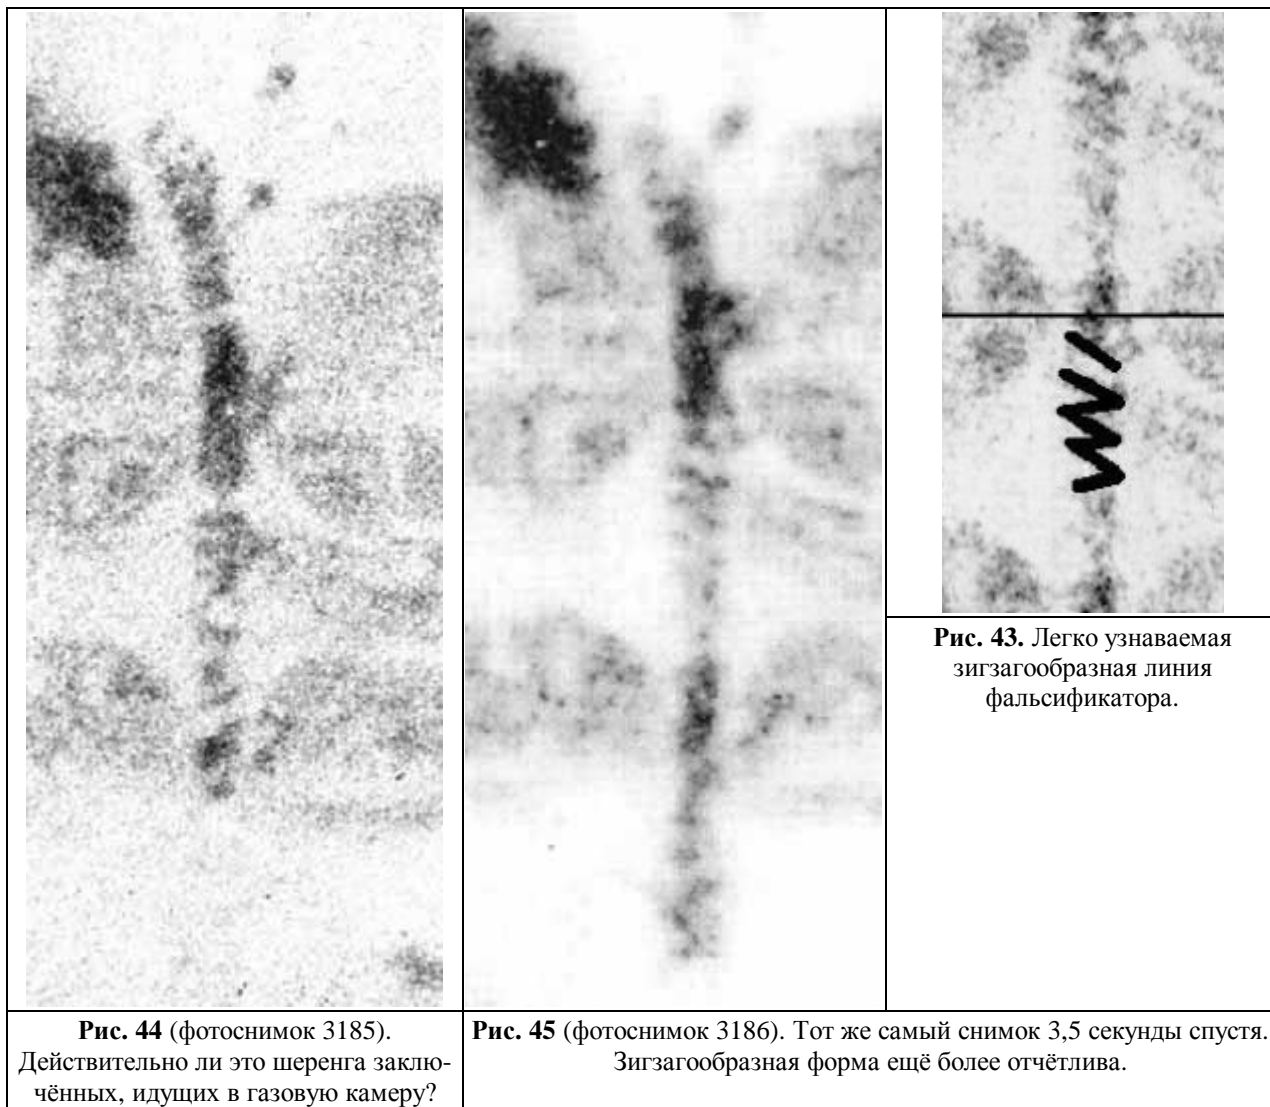 Рис. 43. Легко узнаваемая
зигзагообразная линия
фальсификатора.
Рис. 44 (фотоснимок 3185).
Действительно ли это шеренга заклю-
чённых, идущих в газовую камеру?
Рис. 45 (фотоснимок 3186). Тот же самый снимок 3,5 секунды спустя.
Зигзагообразная форма ещё более отчётлива.